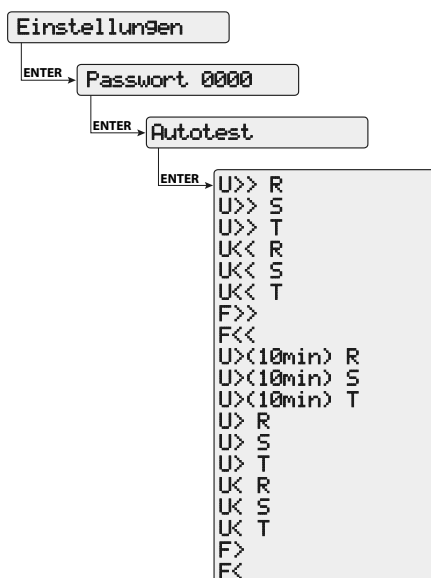 Einstellungen
ENTER
Passwort 0000
ENTER
Autotest
ENTER
U>> R
U>> S
U>> T
U<< R
U<< S
U<< T
F>>
F<<
U>(10min) R
U>(10min) S
U>(10min) T
U> R
U> S
U> T
U< R
U< S
U< T
F>
F<